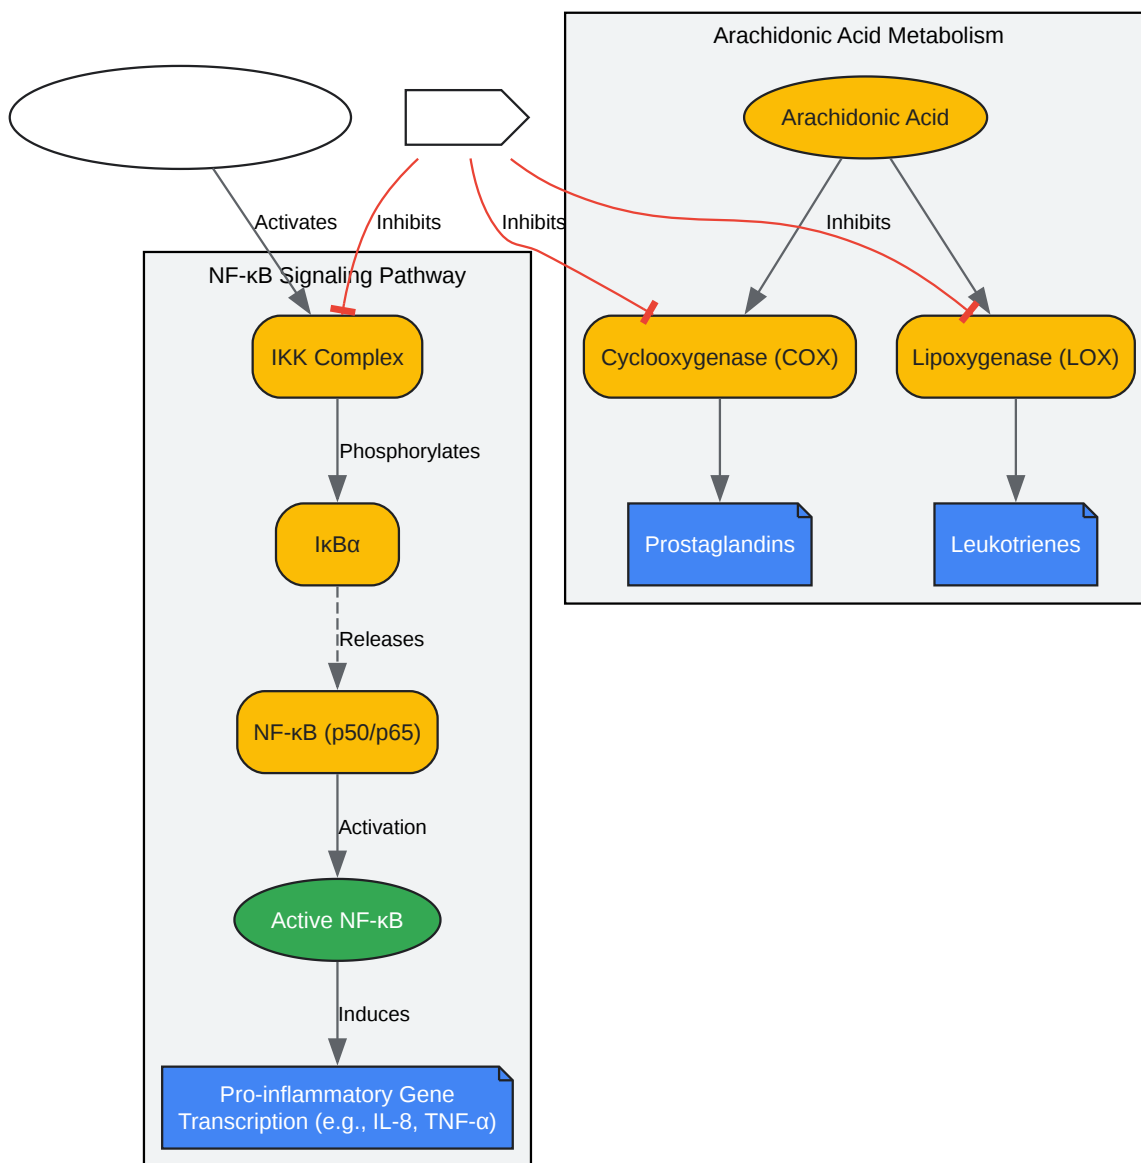 Arachidonic Acid Metabolism
Arachidonic Acid
Activates
Inhibits
Inhibits
Inhibits
NF-κB Signaling Pathway
IKK Complex
Cyclooxygenase (COX)
Lipoxygenase (LOX)
Phosphorylates
IκBα
Prostaglandins
Leukotrienes
Releases
NF-κB (p50/p65)
Activation
Active NF-κB
Induces
Pro-inflammatory Gene
Transcription (e.g., IL-8, TNF-α)